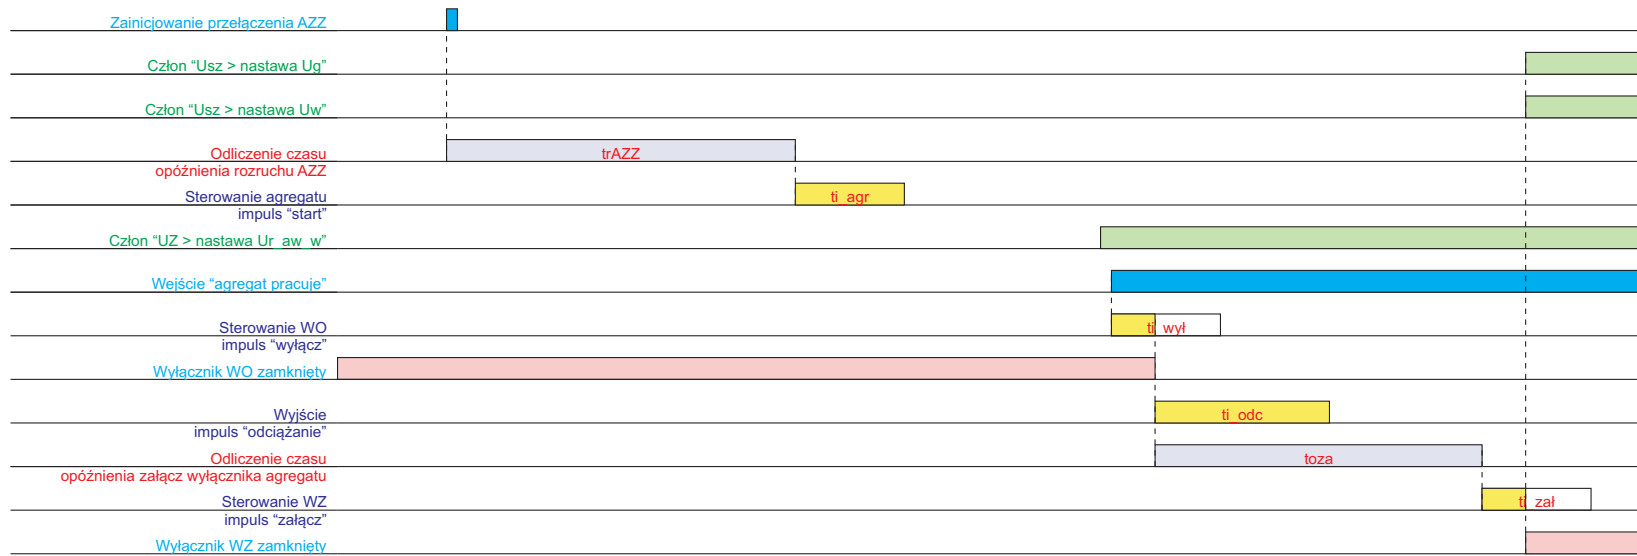 Zainicjowanie przełączenia AZZ
Człon “Usz > nastawa Ug”
Człon “Usz > nastawa Uw”
Odliczenie czasu
opóźnienia rozruchu AZZ
trAZZ
Sterowanie agregatu
impuls “start”
ti_agr
Człon “UZ > nastawa Ur_aw_w”
Wejście “agregat pracuje”
Sterowanie WO
impuls “wyłącz”
ti_wył
Wyłącznik WO zamknięty
Wyjście
impuls “odciążanie”
ti_odc
Odliczenie czasu
opóźnienia załącz wyłącznika agregatu
toza
Sterowanie WZ
impuls “załącz”
ti_zał
Wyłącznik WZ zamknięty